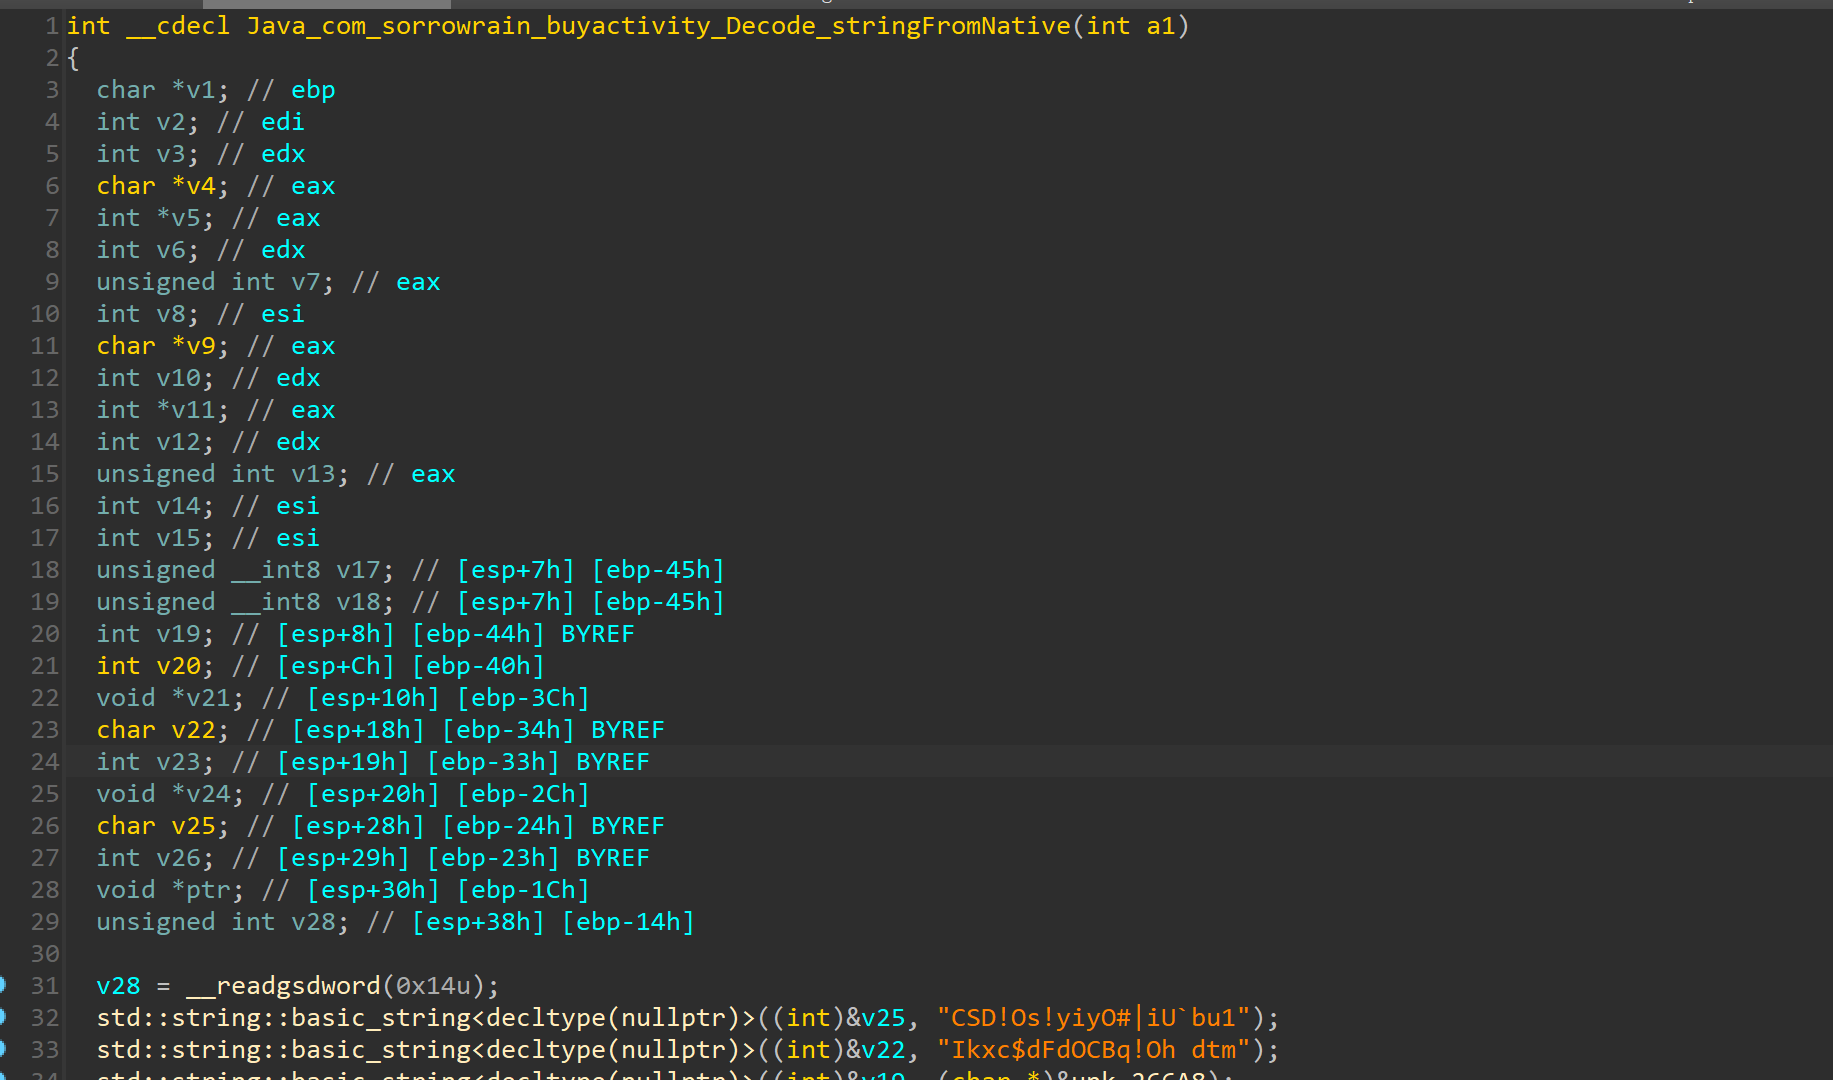 1 int __cdecl Java_com_sorrowrain_buyactivity_Decode_stringFromNative(int a1)
2 {
3 char *v1; // ebp
4 int v2; // edi
5 int v3; // edx
6 char *v4; // eax
7 int *v5; // eax
8 int v6; // edx
9 unsigned int v7; // eax
10 int v8; // esi
11 char *v9; // eax
12 int v10; // edx
13 int *v11; // eax
14 int v12; // edx
15 unsigned int v13; // eax
16 int v14; // esi
17 int v15; // esi
18 unsigned __int8 v17; // [esp+7h] [ebp-45h]
19 unsigned __int8 v18; // [esp+7h] [ebp-45h]
20 int v19; // [esp+8h] [ebp-44h] BYREF
21 int v20; // [esp+Ch] [ebp-40h]
22 void *v21; // [esp+10h] [ebp-3Ch]
23 char v22; // [esp+18h] [ebp-34h] BYREF
24 int v23; // [esp+19h] [ebp-33h] BYREF
25 void *v24; // [esp+20h] [ebp-2Ch]
26 char v25; // [esp+28h] [ebp-24h] BYREF
27 int v26; // [esp+29h] [ebp-23h] BYREF
28 void *ptr; // [esp+30h] [ebp-1Ch]
29 unsigned int v28; // [esp+38h] [ebp-14h]
30
31 v28 = __readgsdword(0x14u);
32 std::string::basic_string<decltype(nullptr)>((int)&v25, "CSD!Os!yiyO#|iU`bu1");
33 std::string::basic_string<decltype(nullptr)>((int)&v22, "Ikxc$dFdOCBq!Oh dtm");
std::string::basic_string<decltype(nullptr)>((int)&v19, (char *)&unk_266A8);